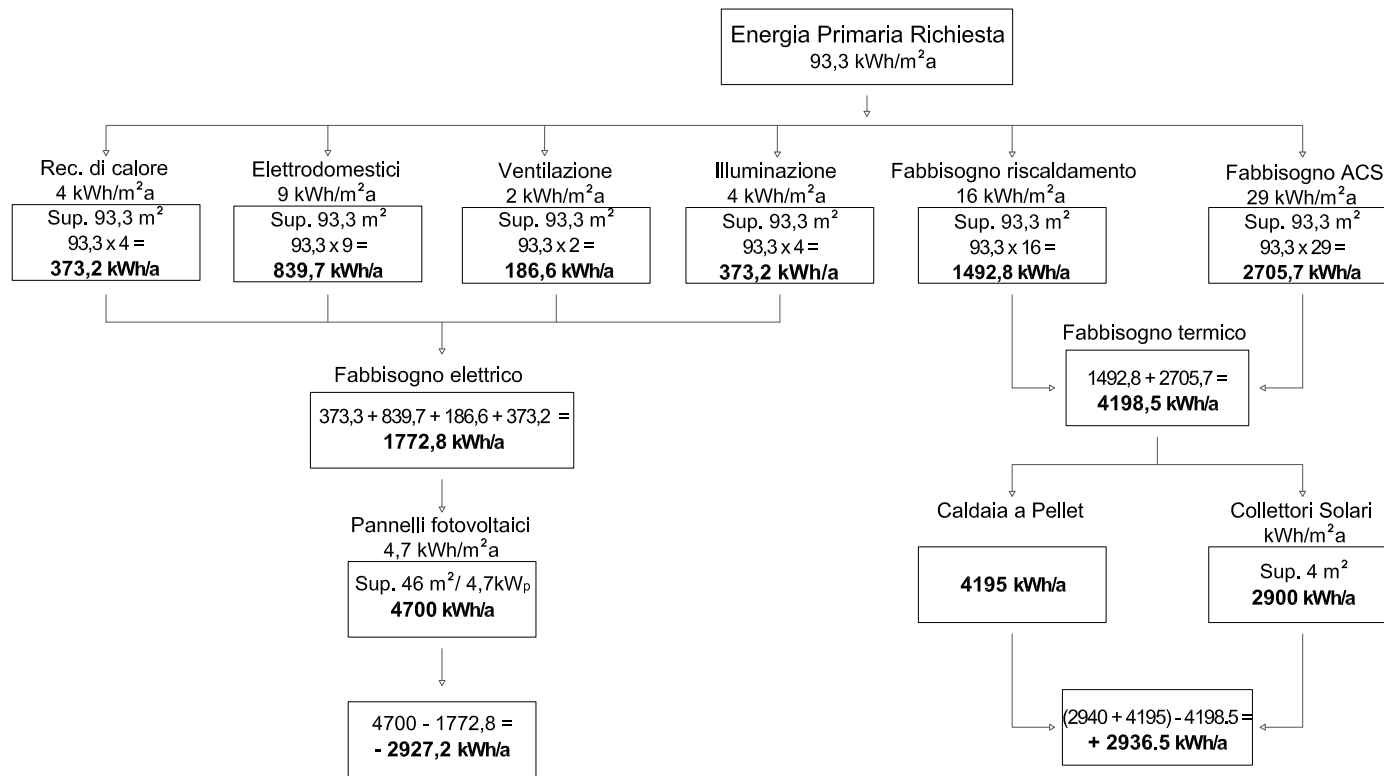 Energia Primaria Richiesta
93,3 kWh/m²a
Rec. di calore
4 kWh/m²a
Sup. 93,3 m²
93,3 x 4 =
373,2 kWh/a
Elettrodomestici
9 kWh/m²a
Sup. 93,3 m²
93,3 x 9 =
839,7 kWh/a
Ventilazione
2 kWh/m²a
Sup. 93,3 m²
93,3 x 2 =
186,6 kWh/a
Illuminazione
4 kWh/m²a
Sup. 93,3 m²
93,3 x 4 =
373,2 kWh/a
Fabbisogno riscaldamento
16 kWh/m²a
Sup. 93,3 m²
93,3 x 16 =
1492,8 kWh/a
Fabbisogno ACS
29 kWh/m²a
Sup. 93,3 m²
93,3 x 29 =
2705,7 kWh/a
Fabbisogno elettrico
373,3 + 839,7 + 186,6 + 373,2 =
1772,8 kWh/a
Fabbisogno termico
1492,8 + 2705,7 =
4198,5 kWh/a
Pannelli fotovoltaici
4,7 kWh/m²a
Sup. 46 m²/ 4,7kWp
4700 kWh/a
Caldaia a Pellet
4195 kWh/a
Collettori Solari
kWh/m²a
Sup. 4 m²
2900 kWh/a
4700 - 1772,8 =
- 2927,2 kWh/a
(2940 + 4195) - 4198.5 =
+ 2936.5 kWh/a